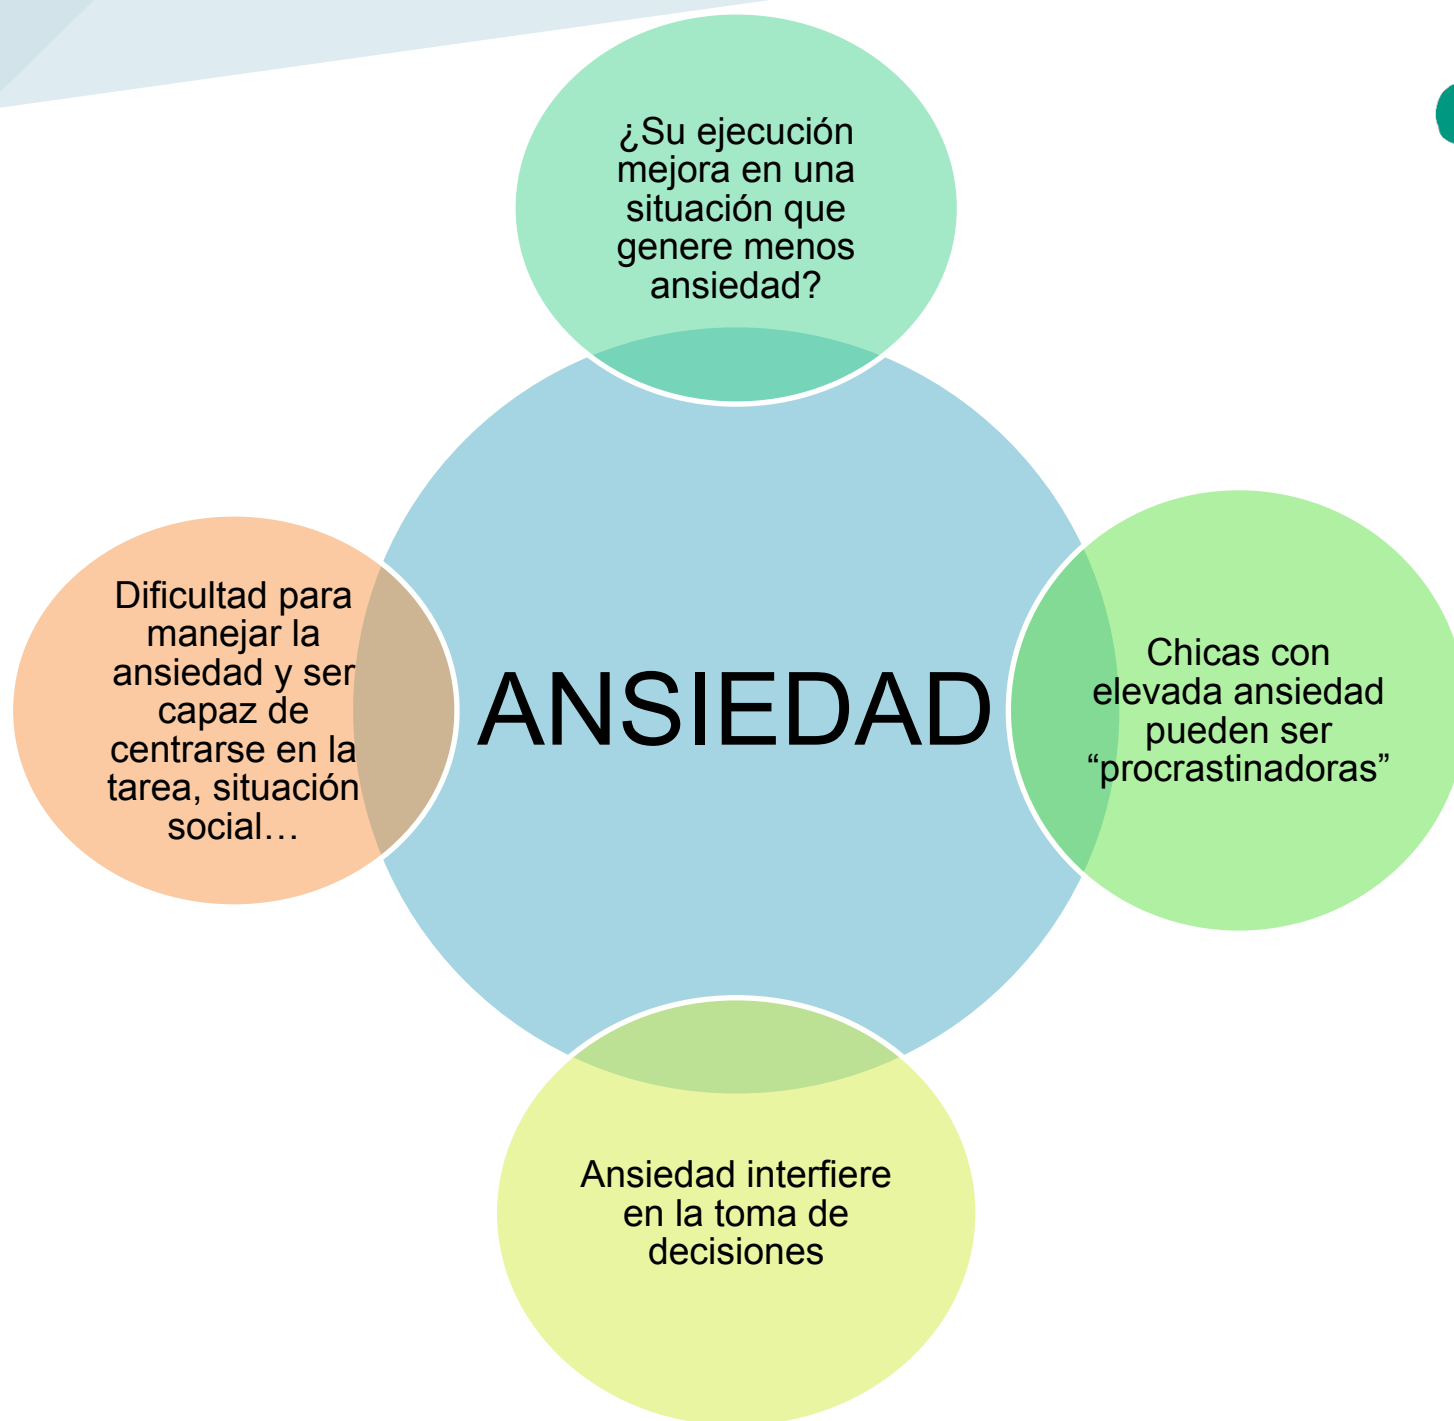 ¿Su ejecución
mejora en una
situación que
genere menos
ansiedad?
Dificultad para
manejar la
ansiedad y ser
capaz de
centrarse en la
tarea, situación
social…
ANSIEDAD
Chicas con
elevada ansiedad
pueden ser
“procrastinadoras”
Ansiedad interfiere
en la toma de
decisiones